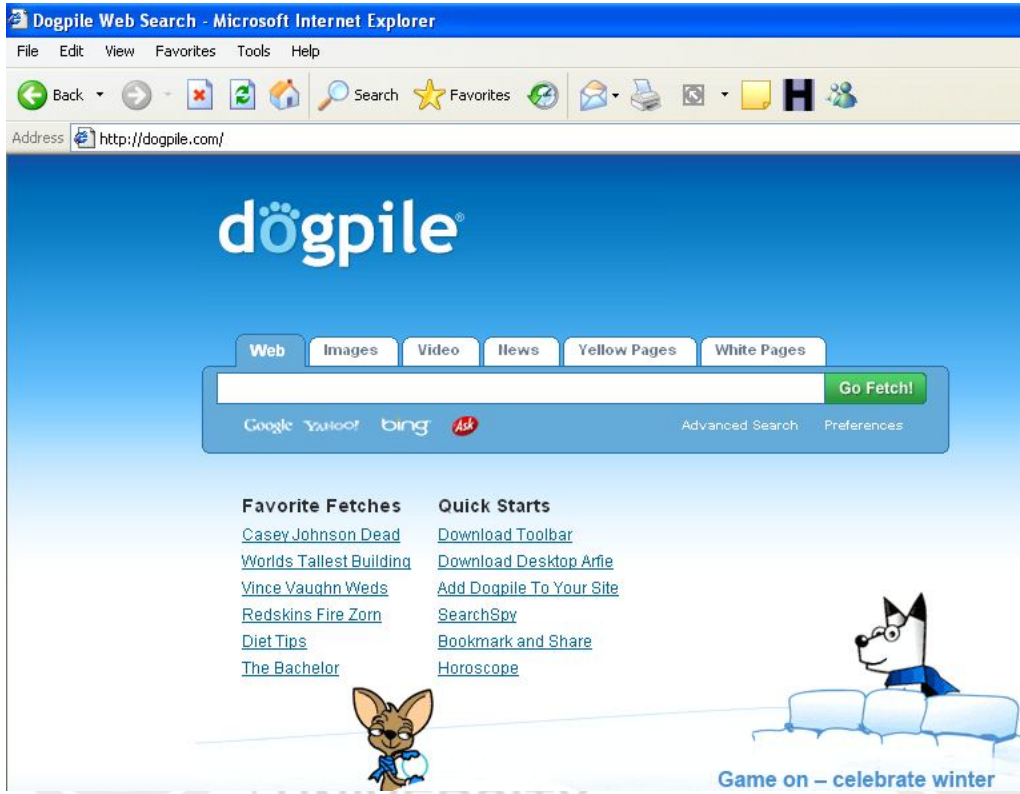 Dogpile Web Search - Microsoft Internet Explorer
File Edit View Favorites Tools Help
Back Search Favorites
Address http://dogpile.com/
dögpile®
Web Images Video News Yellow Pages White Pages
Go Fetch!
Google YAHOO! bing Ask Advanced Search Preferences
Favorite Fetches Quick Starts
Casey Johnson Dead Download Toolbar
Worlds Tallest Building Download Desktop Arfie
Vince Vaughn Weds Add Dogpile To Your Site
Redskins Fire Zorn SearchSpy
Diet Tips Bookmark and Share
The Bachelor Horoscope
Game on – celebrate winter